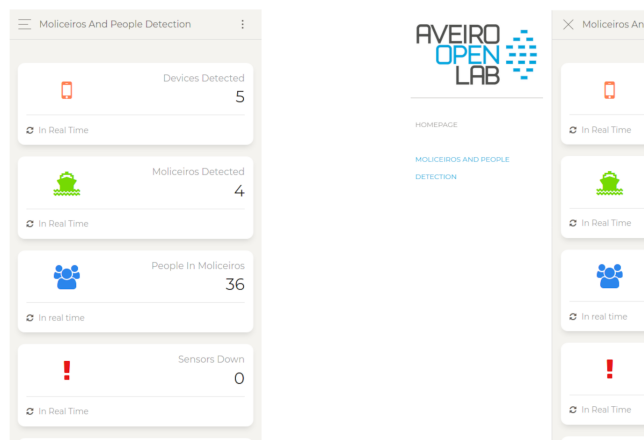 Moliceiros And People Detection
Devices Detected
5
In Real Time
Moliceiros Detected
4
In Real Time
People In Moliceiros
36
In real time
Sensors Down
0
In Real Time
AVEIRO
OPEN
LAB
HOMEPAGE
MOLICEIROS AND PEOPLE
DETECTION
Moliceiros An
In Real Time
In Real Time
In real time
In Real Time